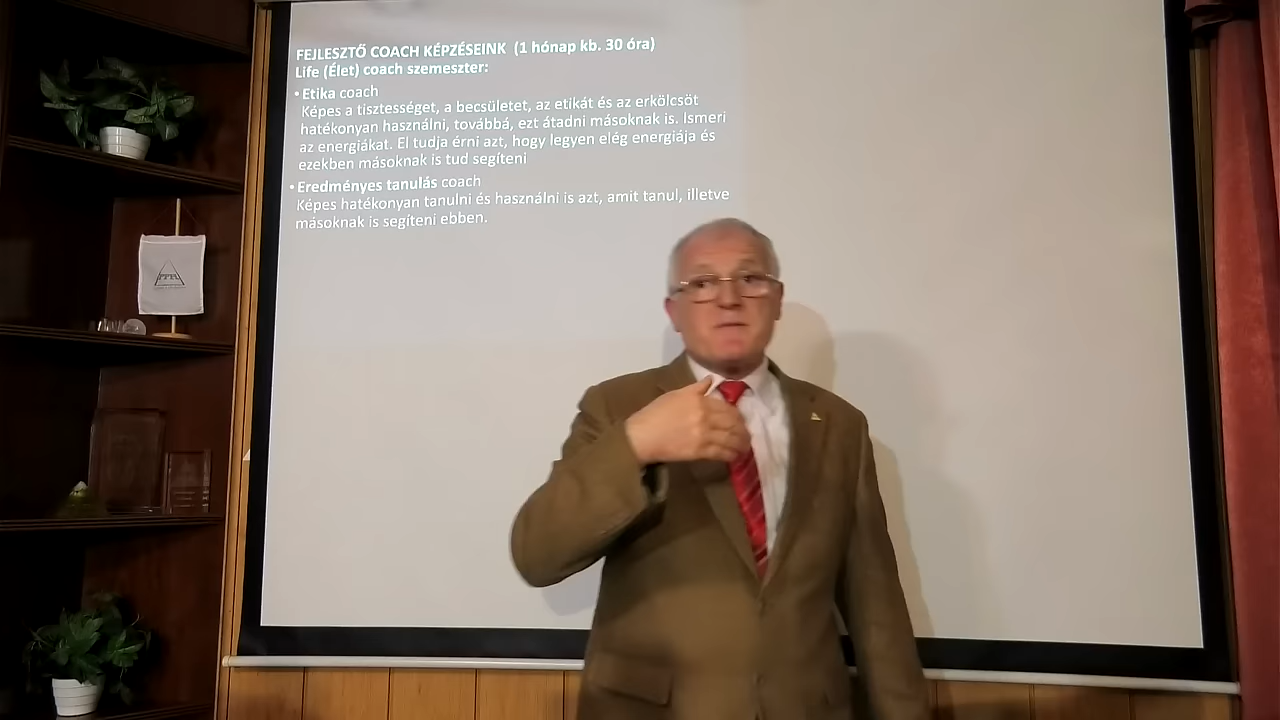 FEJLESZTŐ COACH KÉPZÉSEINK (1 hónap kb. 30 óra)
Life (Élet) coach szemeszter:
• Etika coach
Képes a tisztességet, a becsületet, az etikát és az erkölcsöt
hatékonyan használni, továbbá, ezt átadni másoknak is. Ismeri
az energiákat. El tudja érni azt, hogy legyen elég energiája és
ezekben másoknak is tud segíteni
• Eredményes tanulás coach
Képes hatékonyan tanulni és használni is azt, amit tanul, illetve
másoknak is segíteni ebben.